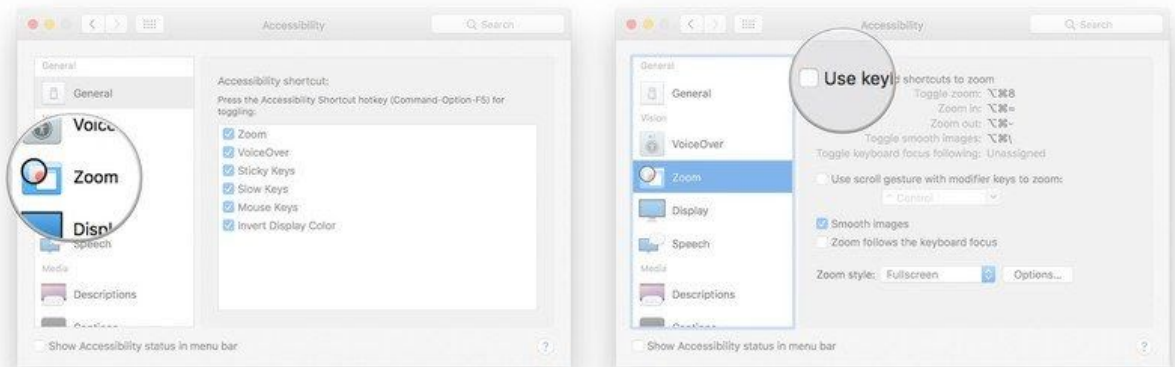 Accessibility
Search
General
General
Voice
Zoom
Displ
Speech
Media
Descriptions
Accessibility shortcut:
Press the Accessibility Shortcut hotkey (Command-Option-F5) for
toggling:
Zoom
VoiceOver
Sticky Keys
Slow Keys
Mouse Keys
Invert Display Color
Show Accessibility status in menu bar
?
Accessibility
Search
General
General
Vision
VoiceOver
Zoom
Display
Speech
Media
Descriptions
Use keyl d shortcuts to zoom
Toggle zoom: ⌥⌘8
Zoom in: ⌥⌘=
Zoom out: ⌥⌘-
Toggle smooth images: ⌥⌘\
Toggle keyboard focus following: Unassigned
Use scroll gesture with modifier keys to zoom:
^ Control
Smooth images
Zoom follows the keyboard focus
Zoom style: Fullscreen Options...
Show Accessibility status in menu bar
?